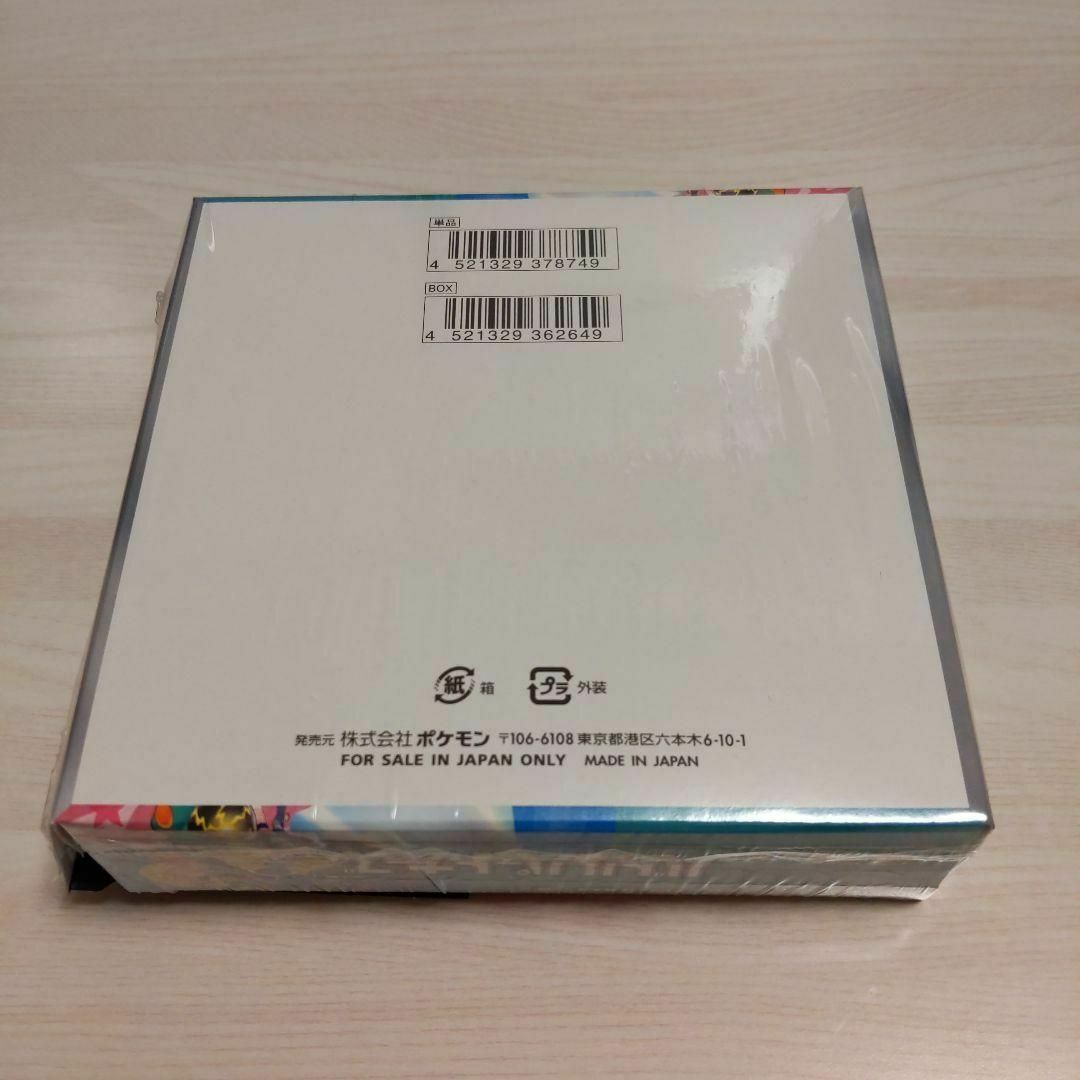 単品
4 521329 378749
BOX
4 521329 362649
紙 箱 プラ 外装
発売元 株式会社 ポケモン 〒106-6108 東京都港区六本木6-10-1
FOR SALE IN JAPAN ONLY MADE IN JAPAN